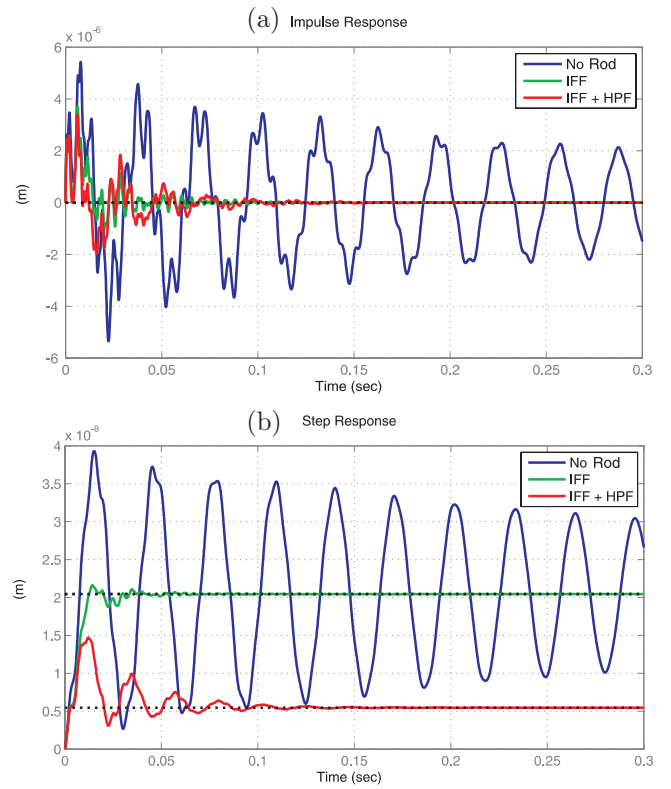 (a) Impulse Response
x 10⁻⁶
6
4
2
0
-2
-4
-6
(m)
No Rod
IFF
IFF + HPF
0 0.05 0.1 0.15 0.2 0.25 0.3
Time (sec)
(b) Step Response
x 10⁻⁸
4
3.5
3
2.5
2
1.5
1
0.5
0
(m)
No Rod
IFF
IFF + HPF
0 0.05 0.1 0.15 0.2 0.25 0.3
Time (sec)